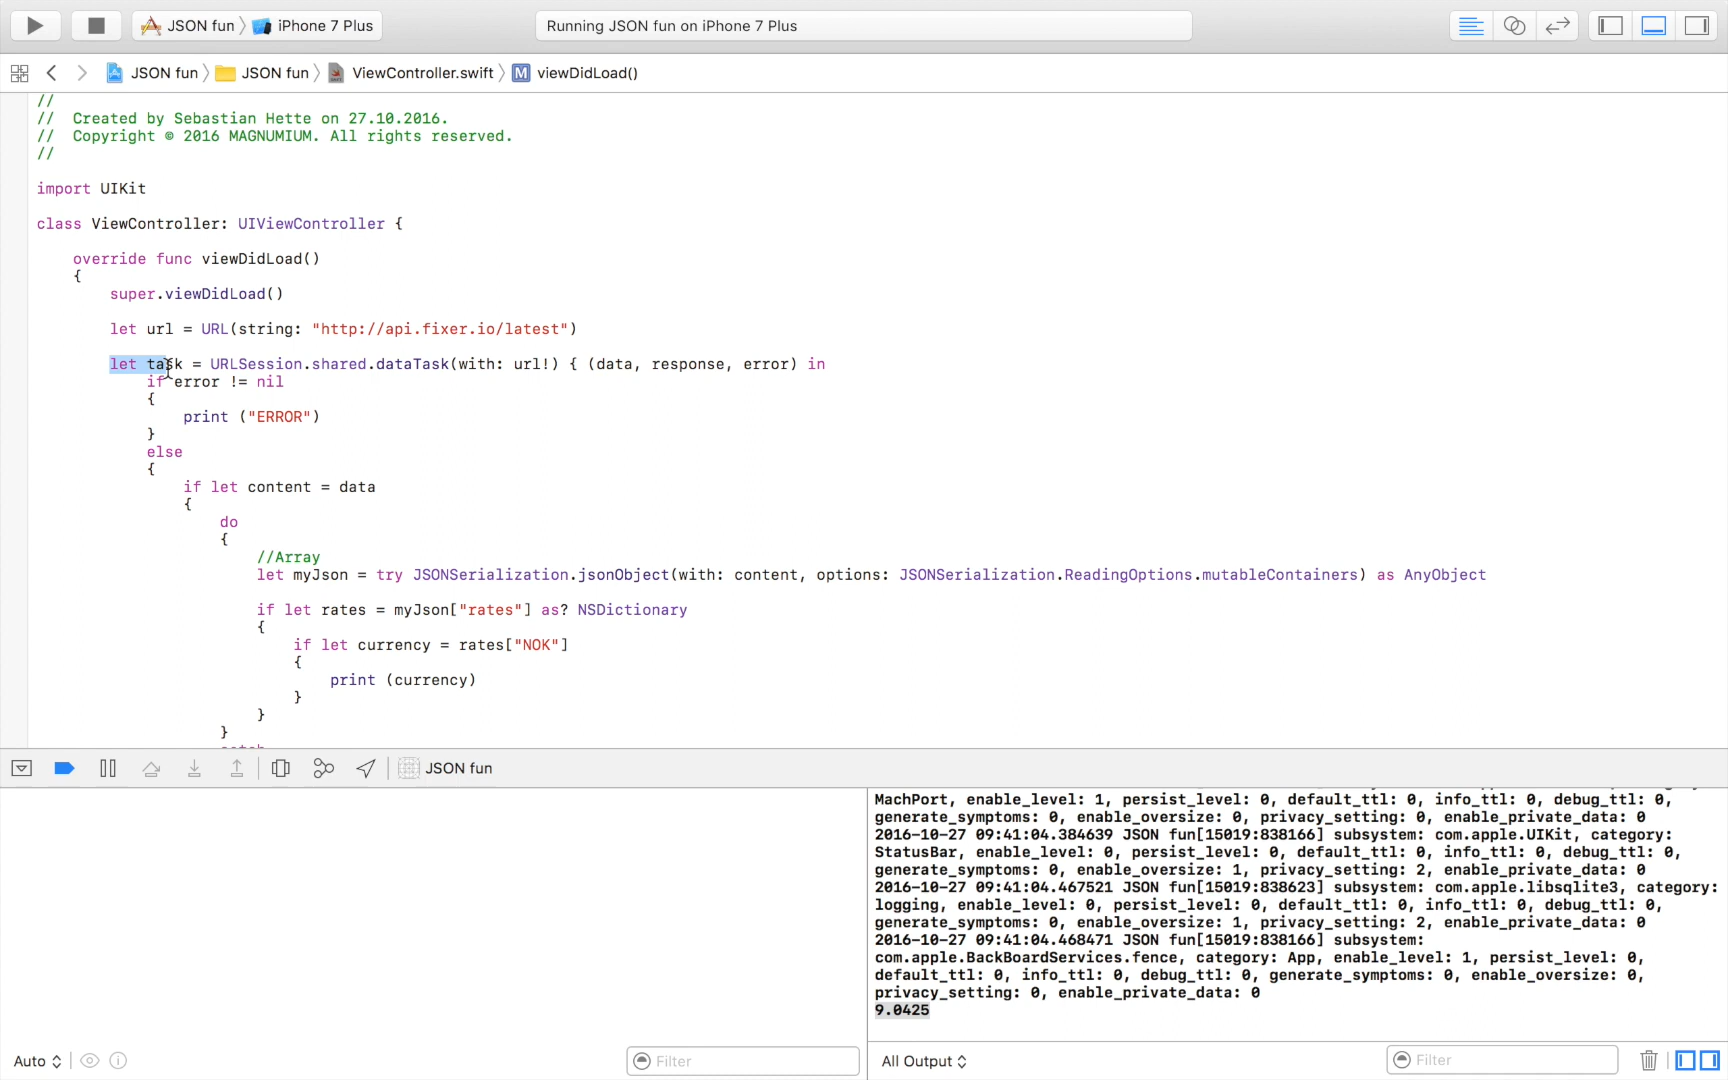 JSON fun iPhone 7 Plus Running JSON fun on iPhone 7 Plus
JSON fun JSON fun ViewController.swift M viewDidLoad()
//
// Created by Sebastian Hette on 27.10.2016.
// Copyright © 2016 MAGNUMIUM. All rights reserved.
//
import UIKit
class ViewController: UIViewController {
override func viewDidLoad()
{
super.viewDidLoad()
let url = URL(string: "http://api.fixer.io/latest")
let task = URLSession.shared.dataTask(with: url!) { (data, response, error) in
if error != nil
{
print ("ERROR")
}
else
{
if let content = data
{
do
{
//Array
let myJson = try JSONSerialization.jsonObject(with: content, options: JSONSerialization.ReadingOptions.mutableContainers) as AnyObject
if let rates = myJson["rates"] as? NSDictionary
{
if let currency = rates["NOK"]
{
print (currency)
}
}
}
JSON fun
MachPort, enable_level: 1, persist_level: 0, default_ttl: 0, info_ttl: 0, debug_ttl: 0,
generate_symptoms: 0, enable_oversize: 0, privacy_setting: 0, enable_private_data: 0
2016-10-27 09:41:04.384639 JSON fun[15019:838166] subsystem: com.apple.UIKit, category:
StatusBar, enable_level: 0, persist_level: 0, default_ttl: 0, info_ttl: 0, debug_ttl: 0,
generate_symptoms: 0, enable_oversize: 1, privacy_setting: 2, enable_private_data: 0
2016-10-27 09:41:04.467521 JSON fun[15019:838623] subsystem: com.apple.libsqlite3, category:
logging, enable_level: 0, persist_level: 0, default_ttl: 0, info_ttl: 0, debug_ttl: 0,
generate_symptoms: 0, enable_oversize: 1, privacy_setting: 2, enable_private_data: 0
2016-10-27 09:41:04.468471 JSON fun[15019:838166] subsystem:
com.apple.BackBoardServices.fence, category: App, enable_level: 1, persist_level: 0,
default_ttl: 0, info_ttl: 0, debug_ttl: 0, generate_symptoms: 0, enable_oversize: 0,
privacy_setting: 0, enable_private_data: 0
9.0425
Auto Filter All Output Filter